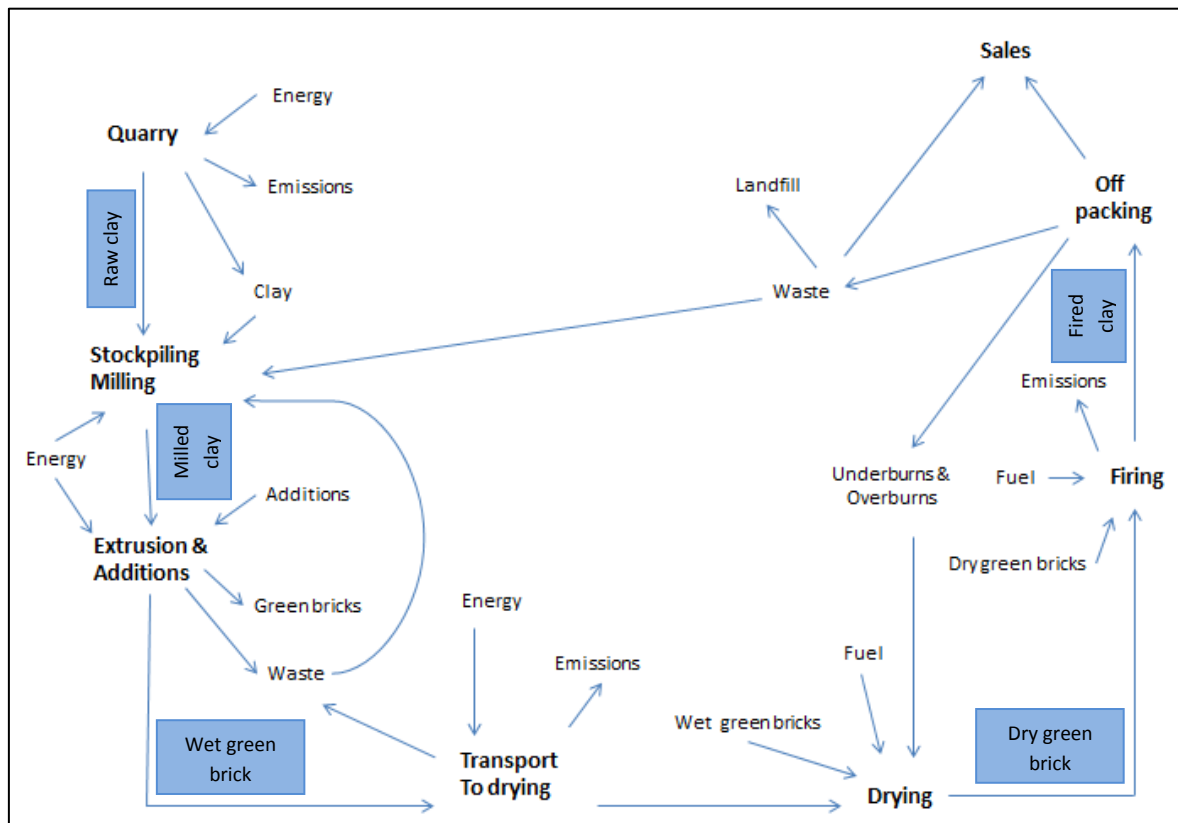 Sales
Energy
Quarry
Emissions
Landfill
Off
packing
Raw clay
Clay
Waste
Fired
clay
Stockpiling
Milling
Emissions
Milled
clay
Energy
Additions
Underburns &
Overburns
Fuel
Firing
Extrusion &
Additions
Dry green bricks
Green bricks
Energy
Waste
Emissions
Fuel
Wet green bricks
Wet green
brick
Dry green
brick
Transport
To drying
Drying